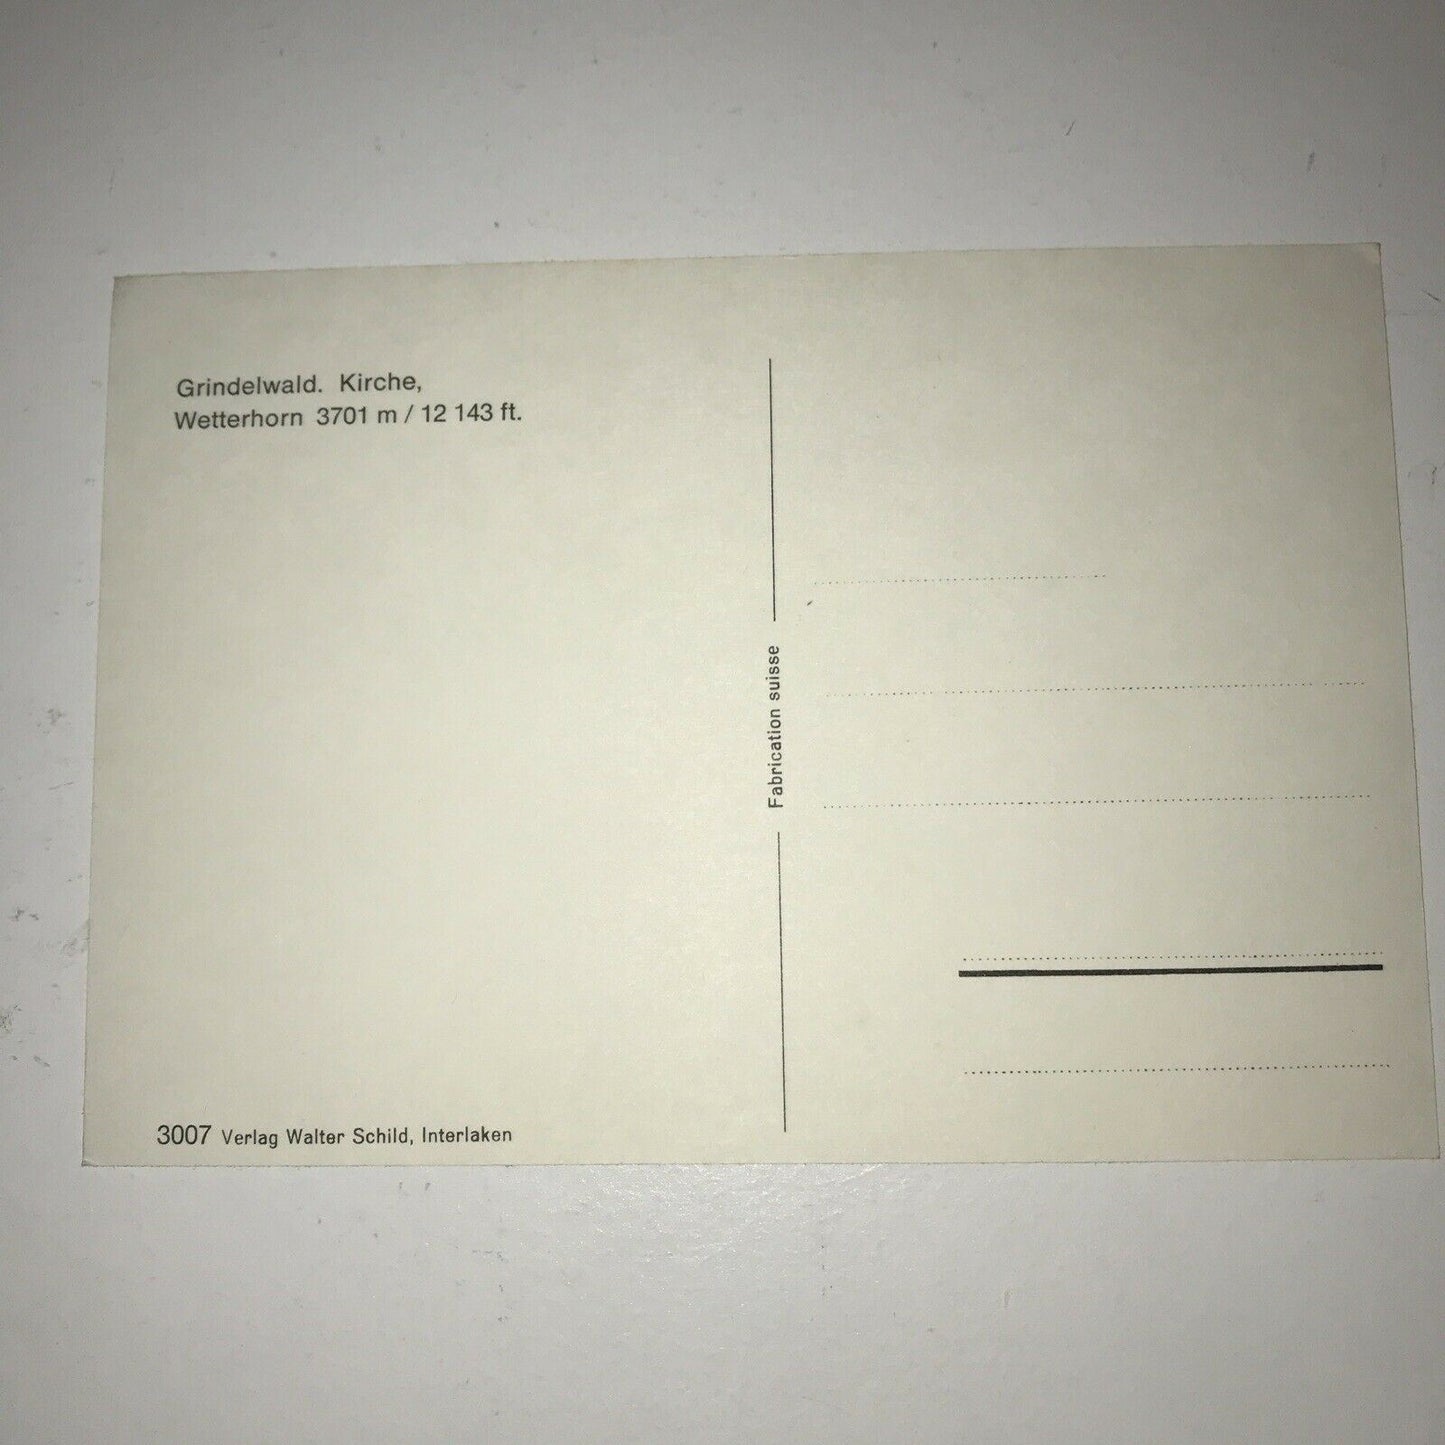 Grindelwald. Kirche,
Wetterhorn 3701 m / 12 143 ft.
Fabrication suisse
3007 Verlag Walter Schild, Interlaken